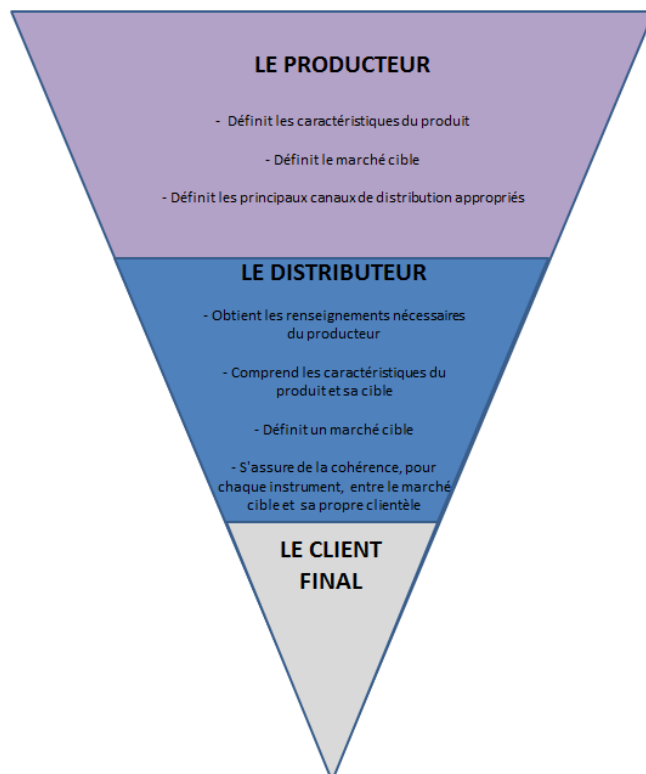 LE PRODUCTEUR
- Définit les caractéristiques du produit
- Définit le marché cible
- Définit les principaux canaux de distribution appropriés
LE DISTRIBUTEUR
- Obtient les renseignements nécessaires
du producteur
- Comprend les caractéristiques du
produit et sa cible
- Définit un marché cible
- S'assure de la cohérence, pour
chaque instrument, entre le marché
cible et sa propre clientèle
LE CLIENT
FINAL